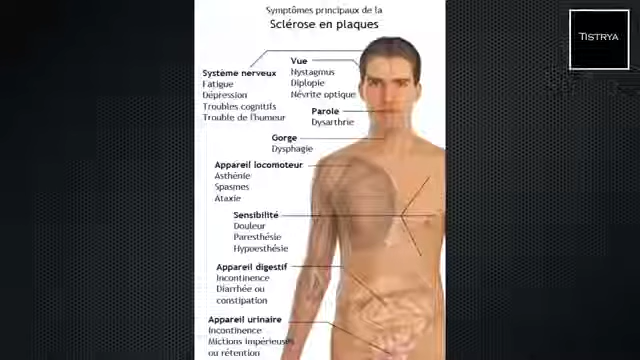 Symptômes principaux de la
Sclérose en plaques
TISTRYA
Système nerveux
Fatigue
Dépression
Troubles cognitifs
Trouble de l'humeur
Vue
Nystagmus
Diplopie
Névrite optique
Parole
Dysarthrie
Gorge
Dysphagie
Appareil locomoteur
Asthénie
Spasmes
Ataxie
Sensibilité
Douleur
Paresthésie
Hypoesthésie
Appareil digestif
Incontinence
Diarrhée ou
constipation
Appareil urinaire
Incontinence
Mictions impérieuses
ou rétention